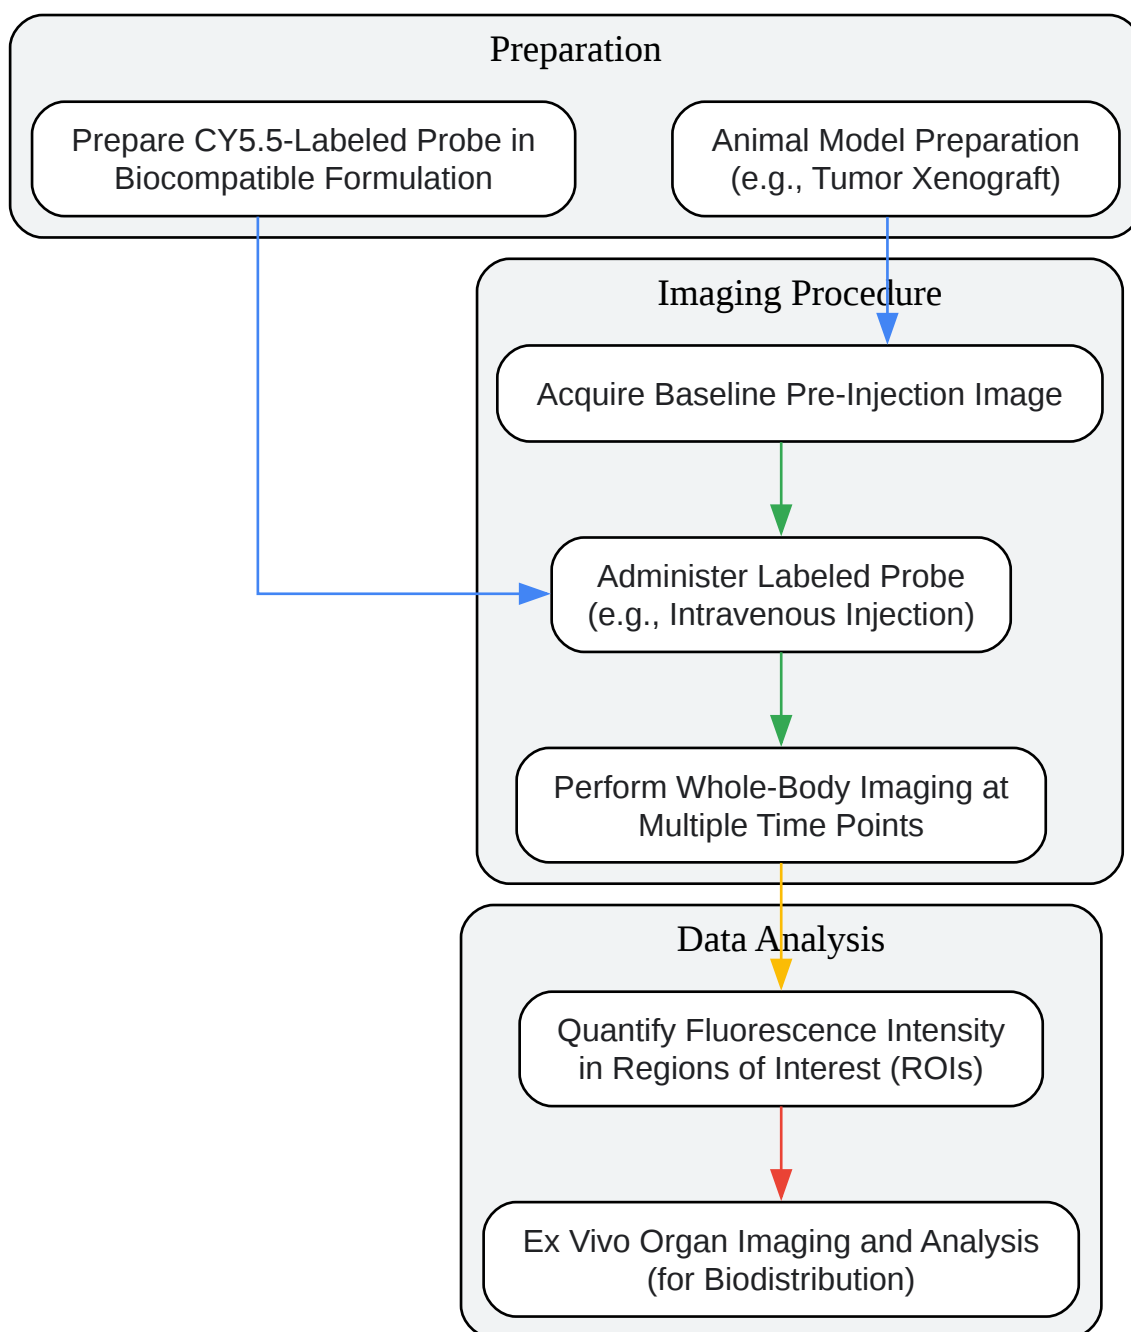 Preparation
Prepare CY5.5-Labeled Probe in
Biocompatible Formulation
Animal Model Preparation
(e.g., Tumor Xenograft)
Imaging Procedure
Acquire Baseline Pre-Injection Image
Administer Labeled Probe
(e.g., Intravenous Injection)
Perform Whole-Body Imaging at
Multiple Time Points
Data Analysis
Quantify Fluorescence Intensity
in Regions of Interest (ROIs)
Ex Vivo Organ Imaging and Analysis
(for Biodistribution)